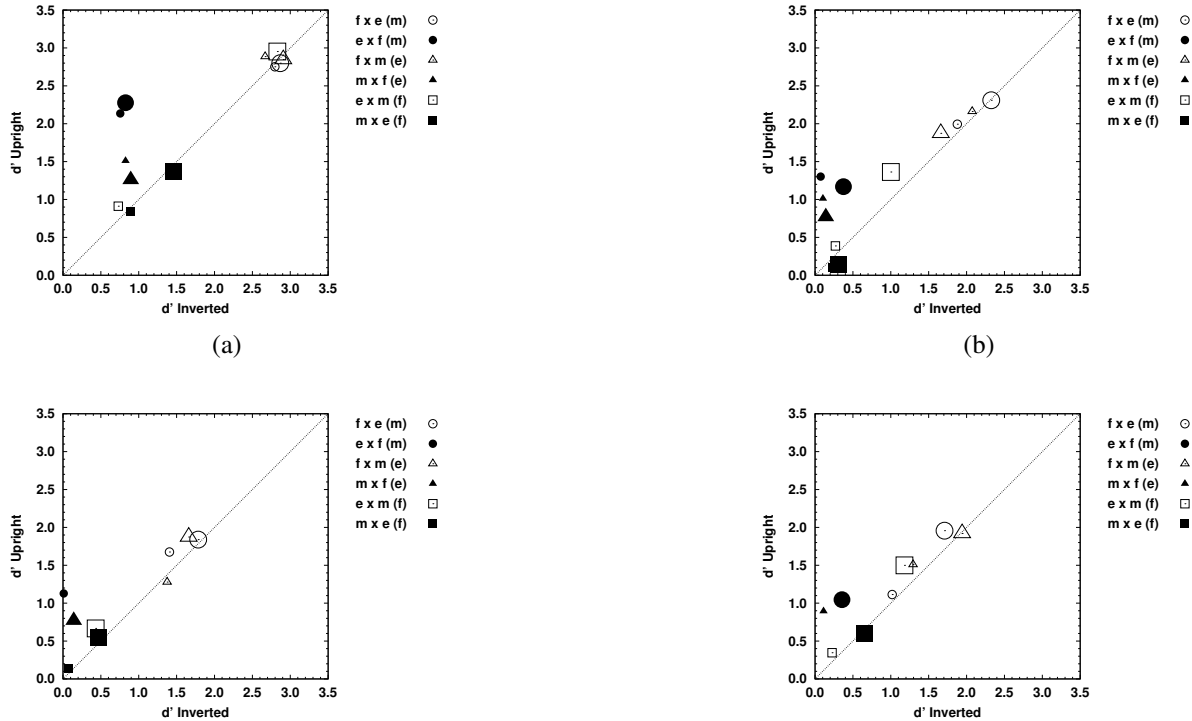 3.5
3.0
2.5
2.0
1.5
1.0
0.5
0.0
d' Upright
0.0 0.5 1.0 1.5 2.0 2.5 3.0 3.5
d' Inverted
f x e (m)
e x f (m)
f x m (e)
m x f (e)
e x m (f)
m x e (f)
(a)
3.5
3.0
2.5
2.0
1.5
1.0
0.5
0.0
d' Upright
0.0 0.5 1.0 1.5 2.0 2.5 3.0 3.5
d' Inverted
f x e (m)
e x f (m)
f x m (e)
m x f (e)
e x m (f)
m x e (f)
(b)
3.5
3.0
2.5
2.0
1.5
1.0
0.5
0.0
d' Upright
0.0 0.5 1.0 1.5 2.0 2.5 3.0 3.5
d' Inverted
f x e (m)
e x f (m)
f x m (e)
m x f (e)
e x m (f)
m x e (f)
3.5
3.0
2.5
2.0
1.5
1.0
0.5
0.0
d' Upright
0.0 0.5 1.0 1.5 2.0 2.5 3.0 3.5
d' Inverted
f x e (m)
e x f (m)
f x m (e)
m x f (e)
e x m (f)
m x e (f)